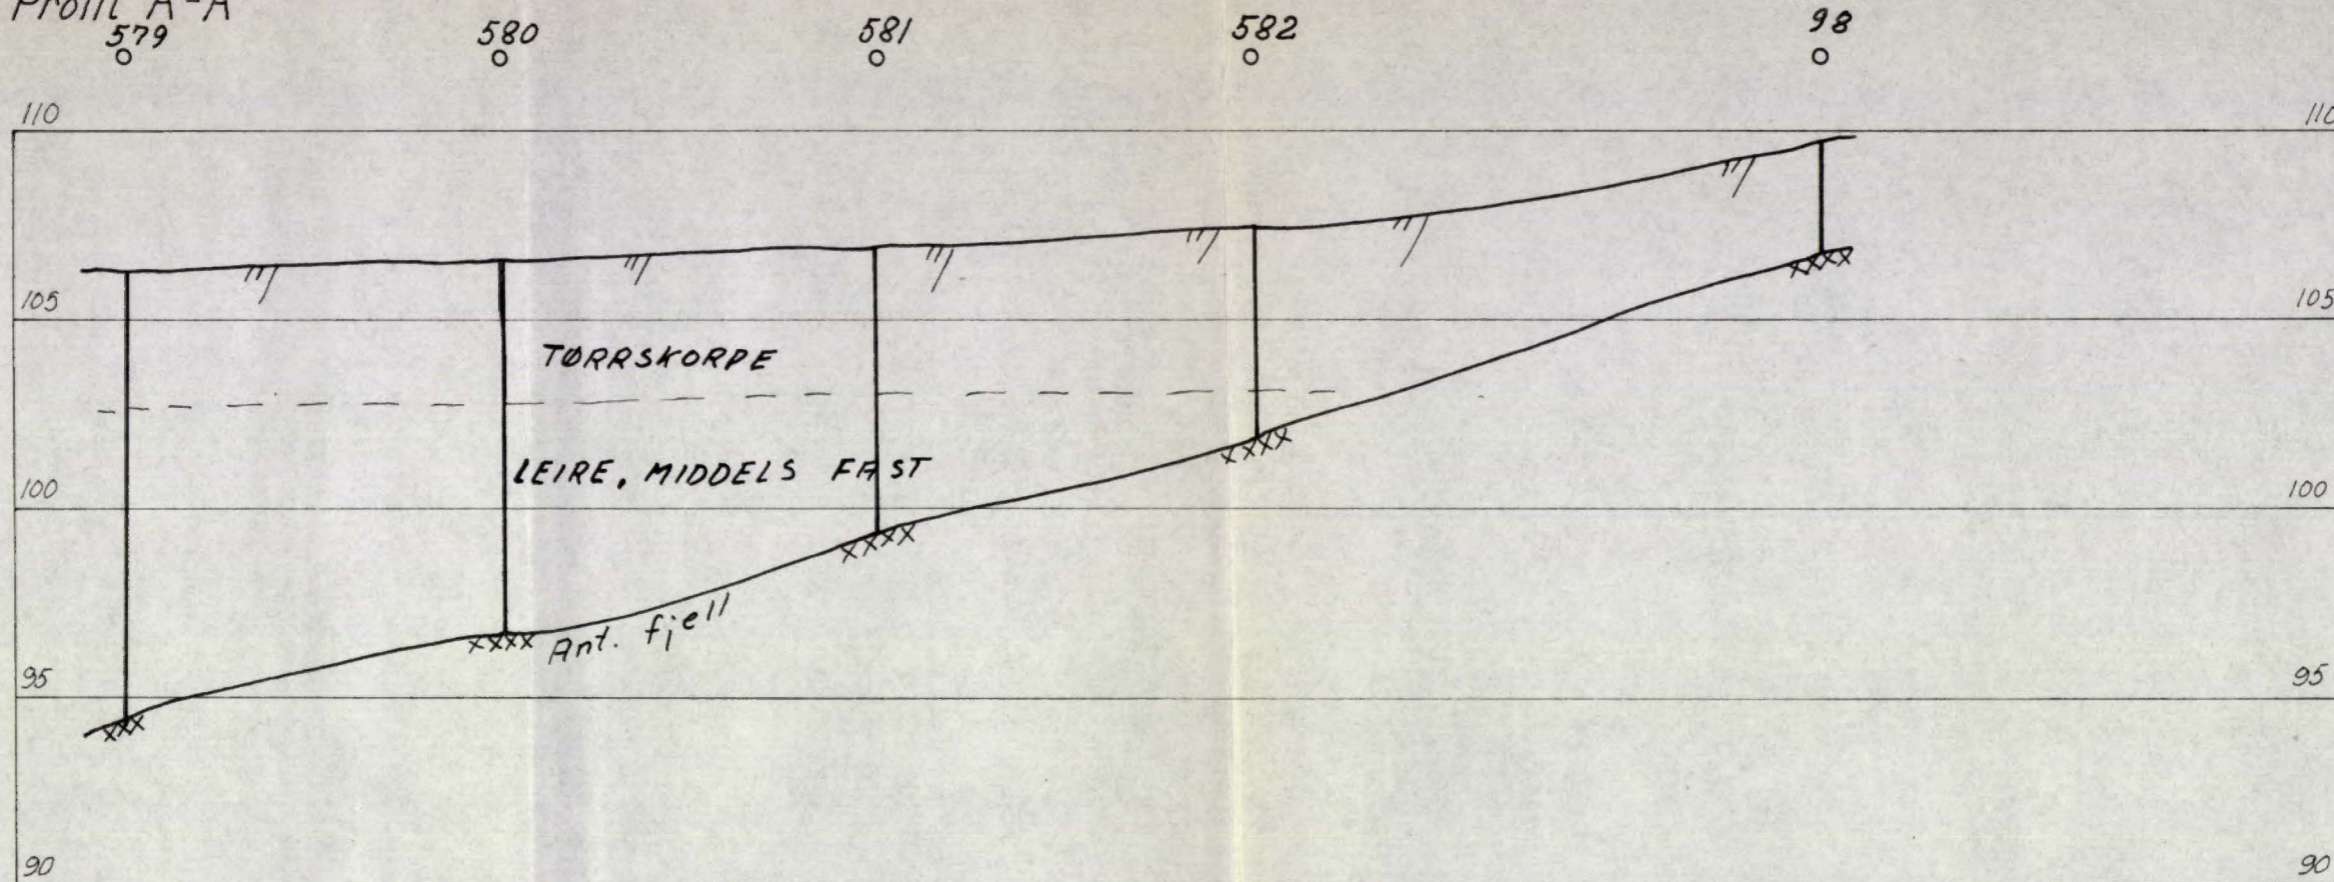 Profil A-A
579 580 581 582 98
110 110
105 105
TØRRSKORPE
LEIRE, MIDDELS FAST
100 100
Ant. fjell
95 95
90 90